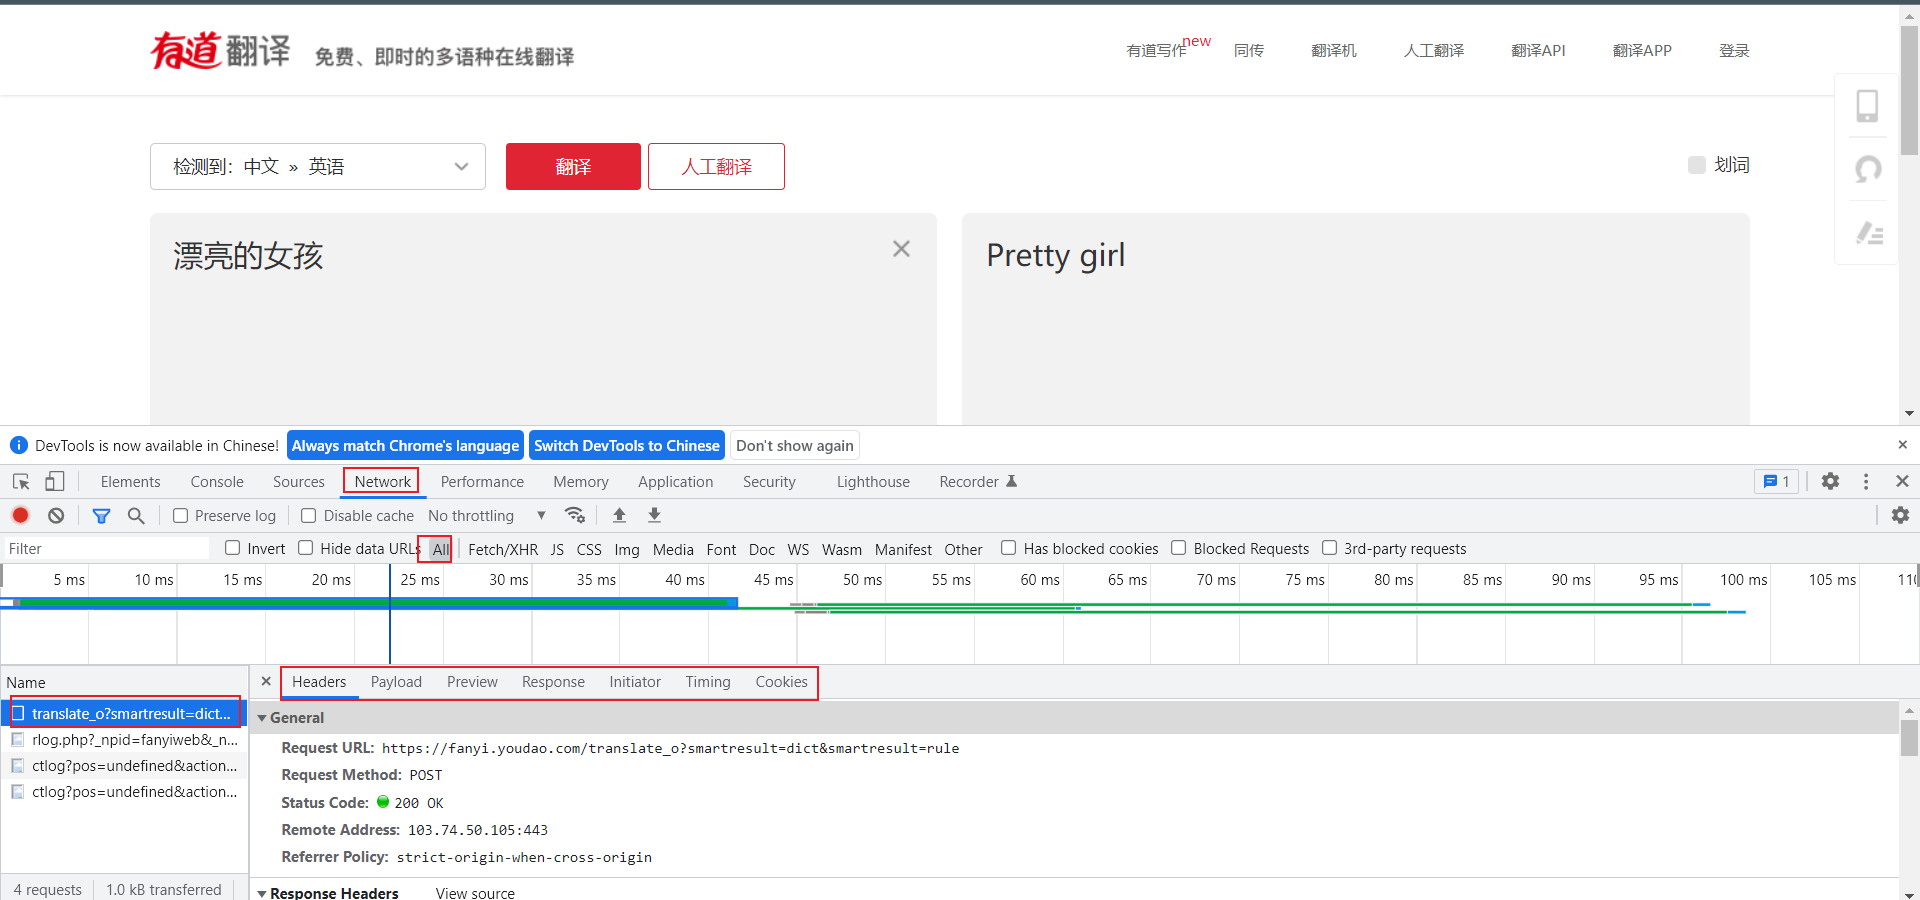 有道翻译 免费、即时的多语种在线翻译 有道写作 new 同传 翻译机 人工翻译 翻译API 翻译APP 登录
检测到: 中文 » 英语 翻译 人工翻译 划词
漂亮的女孩
Pretty girl
DevTools is now available in Chinese! Always match Chrome's language Switch DevTools to Chinese Don't show again
Elements Console Sources Network Performance Memory Application Security Lighthouse Recorder 1
Preserve log Disable cache No throttling
Filter Invert Hide data URLs All Fetch/XHR JS CSS Img Media Font Doc WS Wasm Manifest Other Has blocked cookies Blocked Requests 3rd-party requests
5 ms 10 ms 15 ms 20 ms 25 ms 30 ms 35 ms 40 ms 45 ms 50 ms 55 ms 60 ms 65 ms 70 ms 75 ms 80 ms 85 ms 90 ms 95 ms 100 ms 105 ms
Name
translate_o?smartresult=dict...
rlog.php?_npid=fanyiweb&_n...
ctlog?pos=undefined&action...
ctlog?pos=undefined&action...
4 requests 1.0 kB transferred
Headers Payload Preview Response Initiator Timing Cookies
General
Request URL: https://fanyi.youdao.com/translate_o?smartresult=dict&smartresult=rule
Request Method: POST
Status Code: 200 OK
Remote Address: 103.74.50.105:443
Referrer Policy: strict-origin-when-cross-origin
Response Headers View source